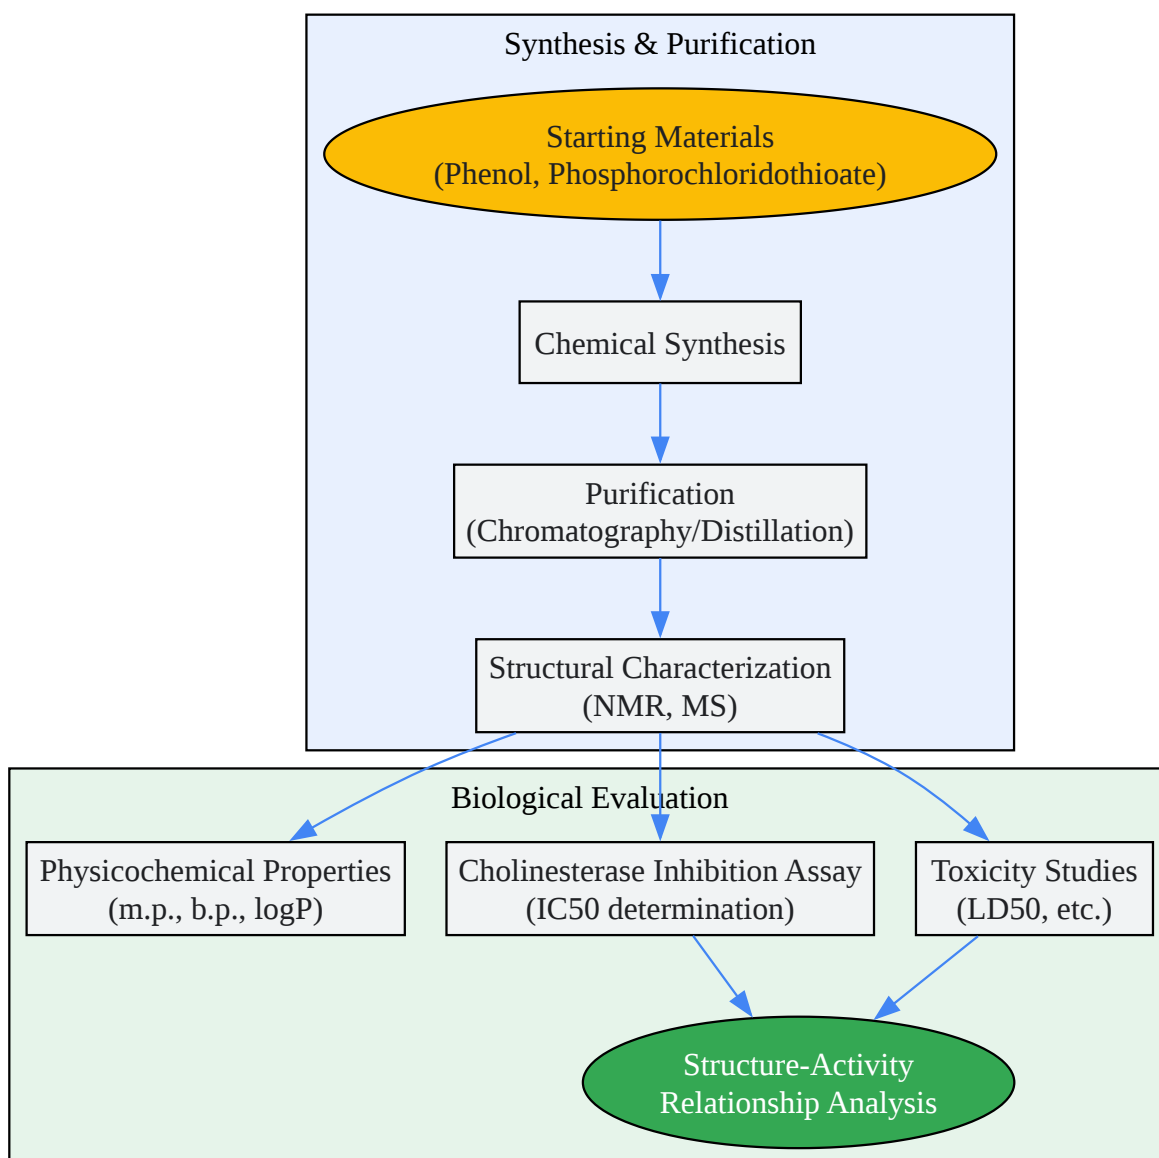 Synthesis & Purification
Starting Materials
(Phenol, Phosphorochloridothioate)
Chemical Synthesis
Purification
(Chromatography/Distillation)
Structural Characterization
(NMR, MS)
Biological Evaluation
Physicochemical Properties
(m.p., b.p., logP)
Cholinesterase Inhibition Assay
(IC50 determination)
Toxicity Studies
(LD50, etc.)
Structure-Activity
Relationship Analysis